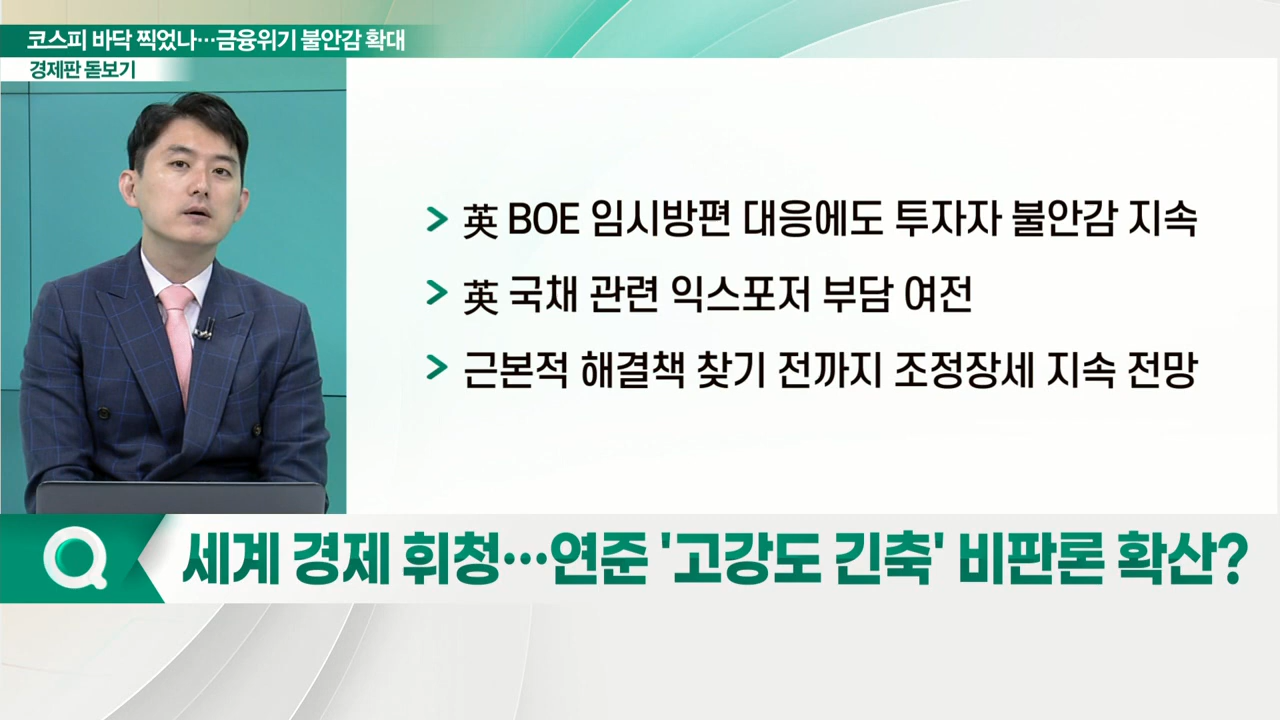 코스피 바닥 찍었나…금융위기 불안감 확대
경제판 돋보기
> 英 BOE 임시방편 대응에도 투자자 불안감 지속
> 英 국채 관련 익스포저 부담 여전
> 근본적 해결책 찾기 전까지 조정장세 지속 전망
세계 경제 휘청…연준 '고강도 긴축' 비판론 확산?